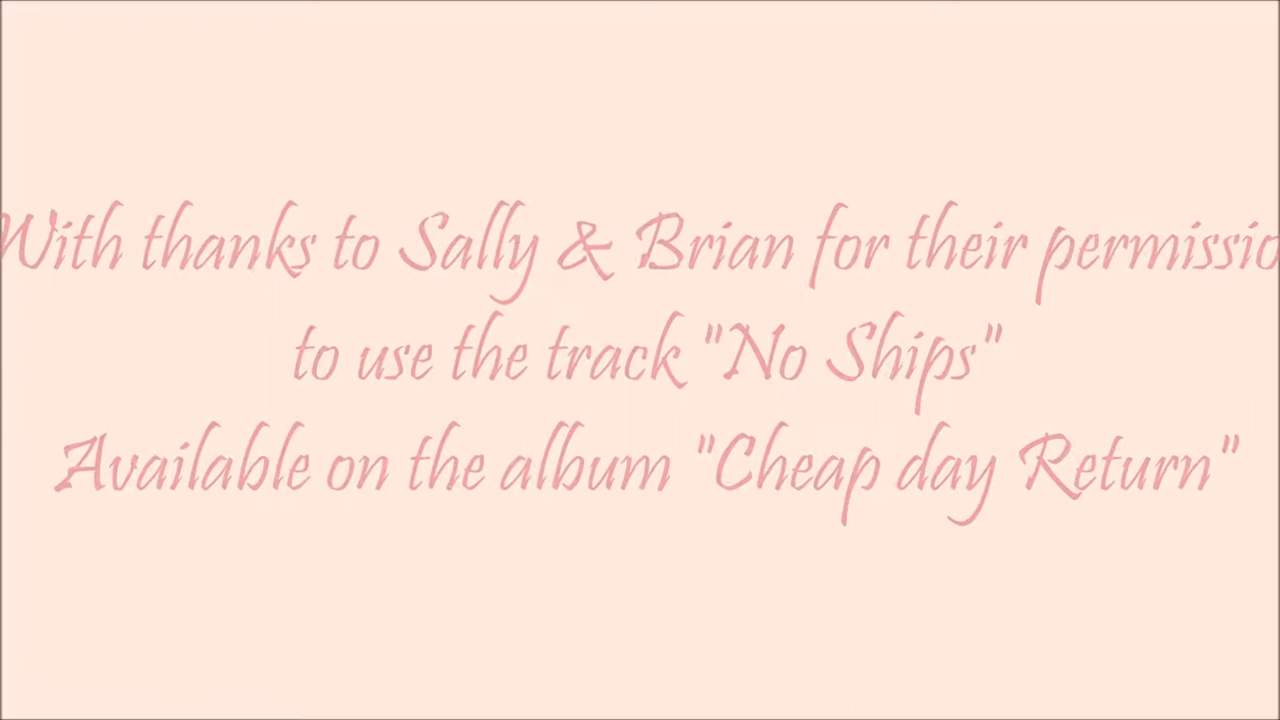 With thanks to Sally & Brian for their permissio
to use the track "No Ships"
Available on the album "Cheap day Return"